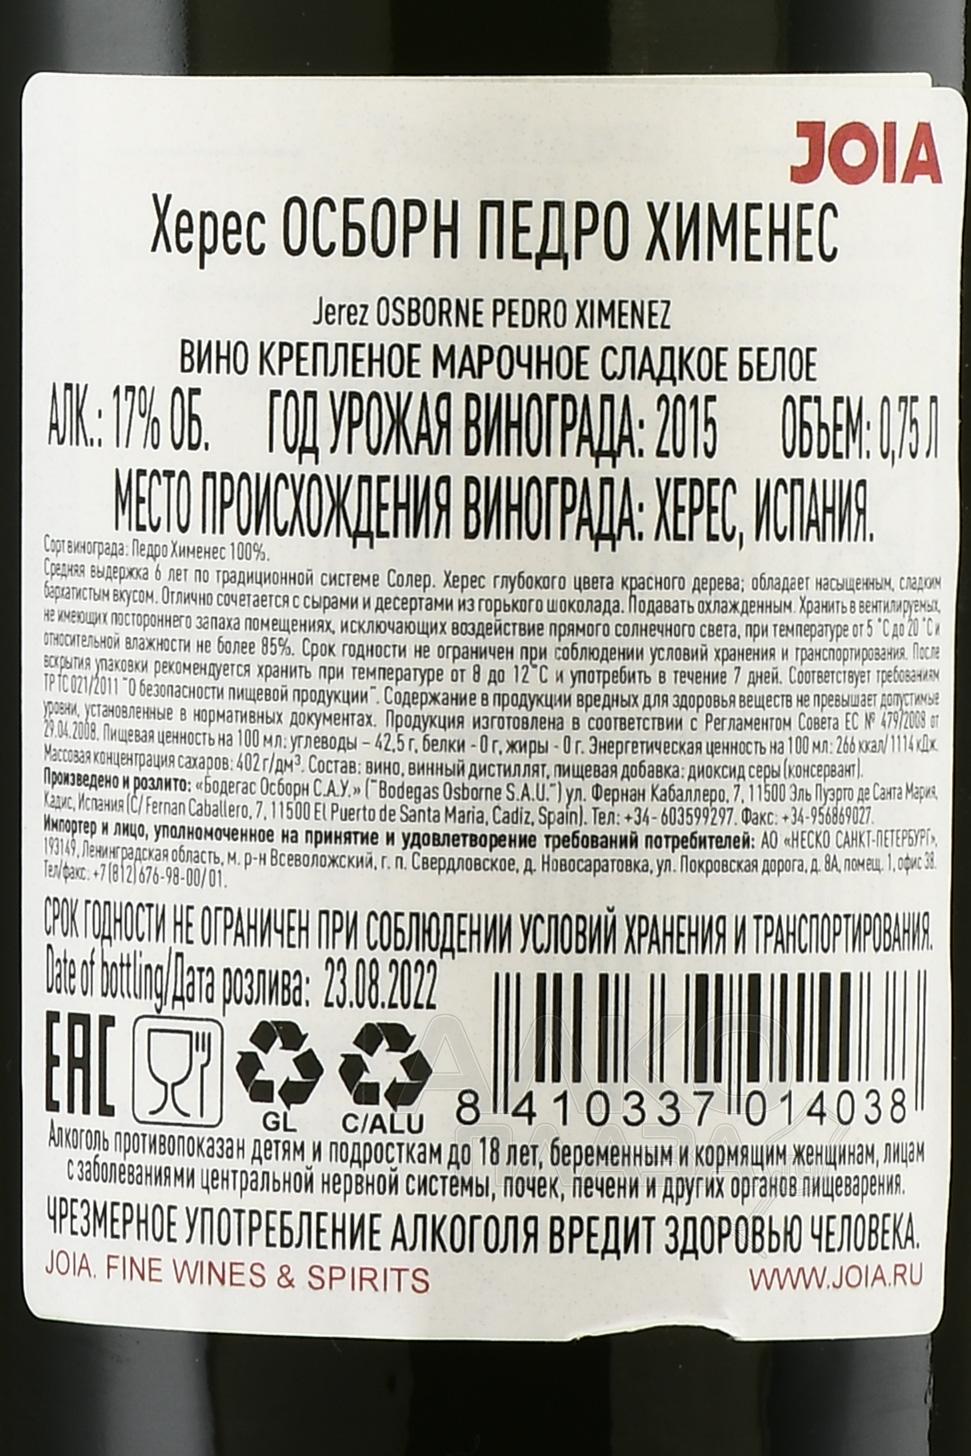 JOIA
Херес ОСБОРН ПЕДРО ХИМЕНЕС
Jerez OSBORNE PEDRO XIMENEZ
ВИНО КРЕПЛЕНОЕ МАРОЧНОЕ СЛАДКОЕ БЕЛОЕ
АЛК.: 17% ОБ. ГОД УРОЖАЯ ВИНОГРАДА: 2015 ОБЪЕМ: 0,75 Л
МЕСТО ПРОИСХОЖДЕНИЯ ВИНОГРАДА: ХЕРЕС, ИСПАНИЯ.
Сорт винограда: Педро Хименес 100%.
Средняя выдержка 6 лет по традиционной системе Солер. Херес глубокого цвета красного дерева; обладает насыщенным, сладким
бархатистым вкусом. Отлично сочетается с сырами и десертами из горького шоколада. Подавать охлажденным. Хранить в вентилируемых,
не имеющих постороннего запаха помещениях, исключающих воздействие прямого солнечного света, при температуре от 5 °С до 20 °С и
относительной влажности не более 85%. Срок годности не ограничен при соблюдении условий хранения и транспортирования. После
вскрытия упаковки рекомендуется хранить при температуре от 8 до 12°С и употребить в течение 7 дней. Соответствует требованиям
ТР ТС 021/2011 "О безопасности пищевой продукции". Содержание в продукции вредных для здоровья веществ не превышает допустимые
уровни, установленные в нормативных документах. Продукция изготовлена в соответствии с Регламентом Совета ЕС № 479/2008 от
29.04.2008. Пищевая ценность на 100 мл: углеводы – 42,5 г, белки - 0 г, жиры - 0 г. Энергетическая ценность на 100 мл: 266 ккал/1114 кДж.
Массовая концентрация сахаров: 402 г/дм³. Состав: вино, винный дистиллят, пищевая добавка: диоксид серы (консервант).
Произведено и розлито: «Бодегас Осборн С.А.У.» ("Bodegas Osborne S.A.U.") ул. Фернан Кабаллеро, 7, 11500 Эль Пуэрто де Санта Мария,
Кадис, Испания (C/ Fernan Caballero, 7, 11500 El Puerto de Santa Maria, Cadiz, Spain). Тел: +34- 603599297. Факс: +34-956869027.
Импортер и лицо, уполномоченное на принятие и удовлетворение требований потребителей: АО «НЕСКО САНКТ-ПЕТЕРБУРГ»,
193149, Ленинградская область, м. р-н Всеволожский, г. п. Свердловское, д. Новосаратовка, ул. Покровская дорога, д. 8А, помещ. 1, офис 38.
Тел/факс: +7 (812) 676-98-00/ 01.
СРОК ГОДНОСТИ НЕ ОГРАНИЧЕН ПРИ СОБЛЮДЕНИИ УСЛОВИЙ ХРАНЕНИЯ И ТРАНСПОРТИРОВАНИЯ.
Date of bottling/Дата розлива: 23.08.2022
ЕАС
GL C/ALU
8 410337 014038
АЛКО
ПЛАЗА
Алкоголь противопоказан детям и подросткам до 18 лет, беременным и кормящим женщинам, лицам
с заболеваниями центральной нервной системы, почек, печени и других органов пищеварения.
ЧРЕЗМЕРНОЕ УПОТРЕБЛЕНИЕ АЛКОГОЛЯ ВРЕДИТ ЗДОРОВЬЮ ЧЕЛОВЕКА.
JOIA. FINE WINES & SPIRITS WWW.JOIA.RU